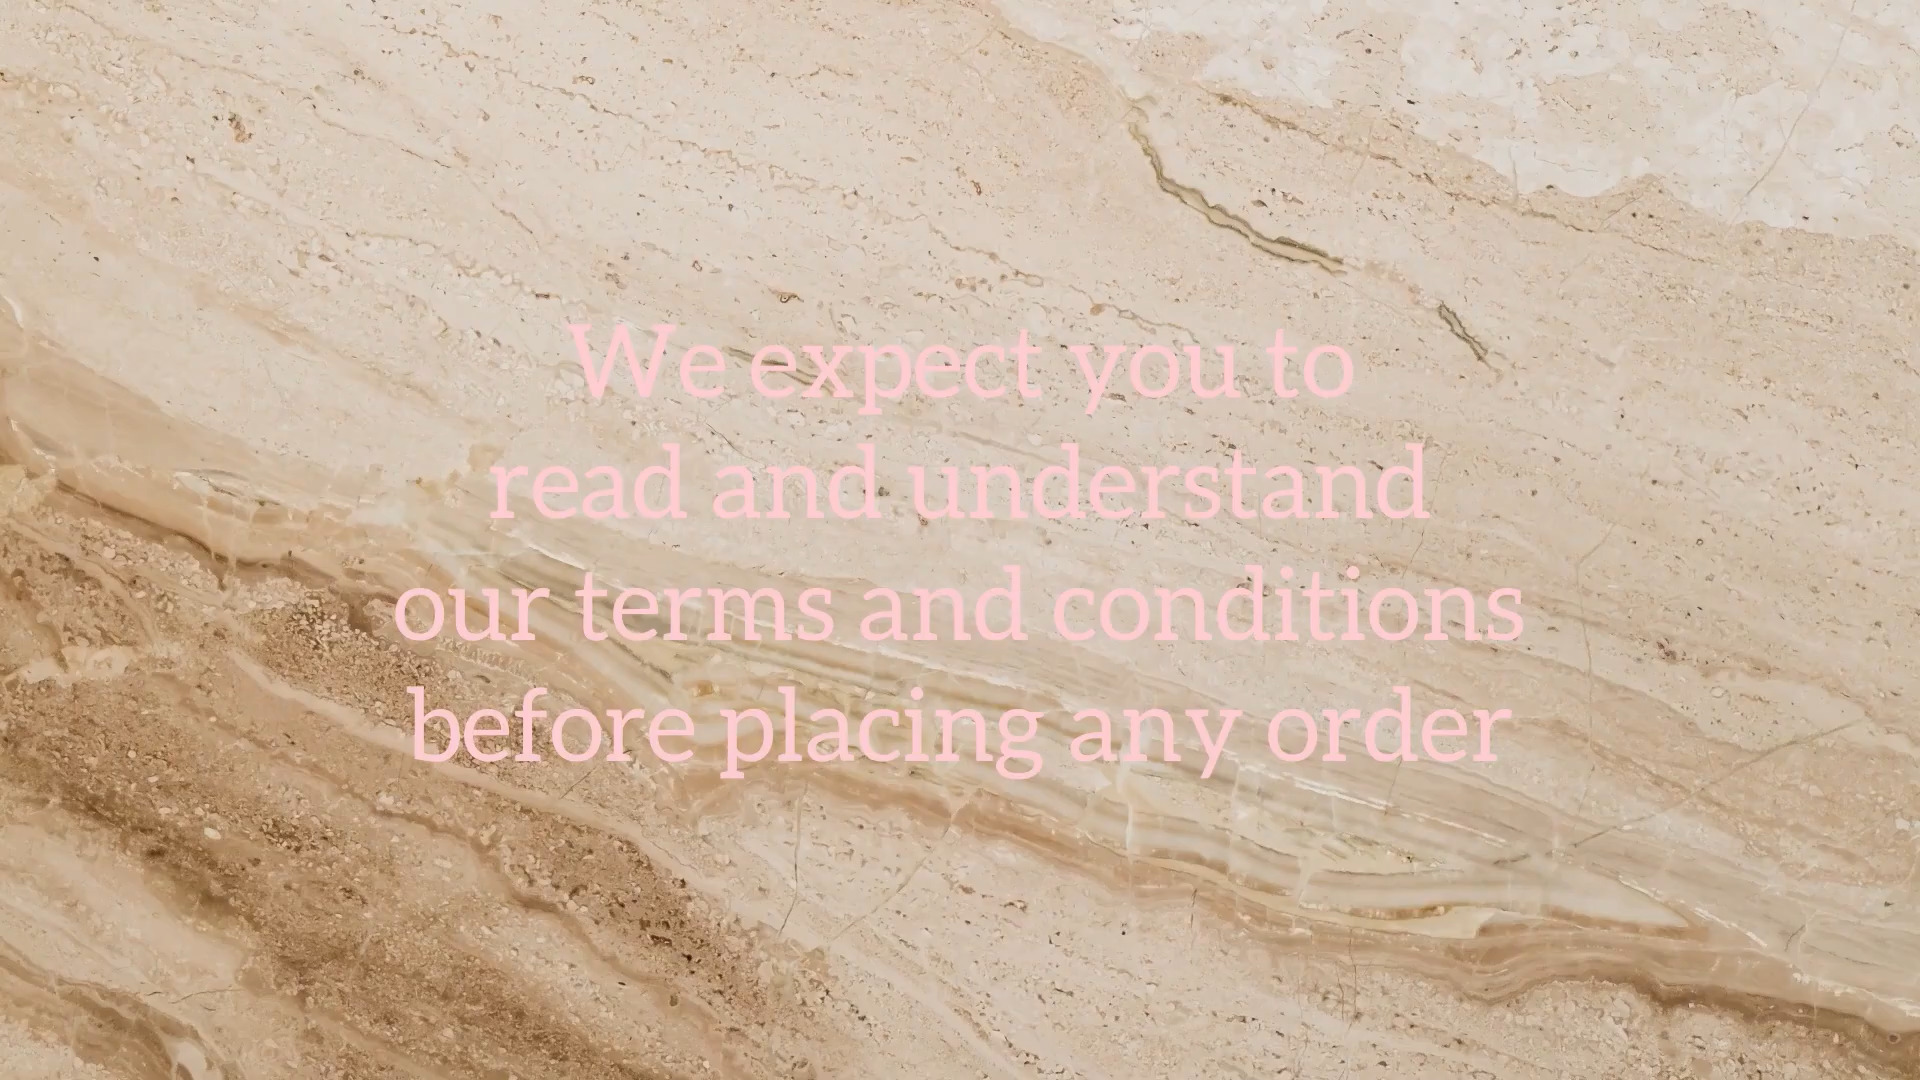 We expect you to
read and understand
our terms and conditions
before placing any order